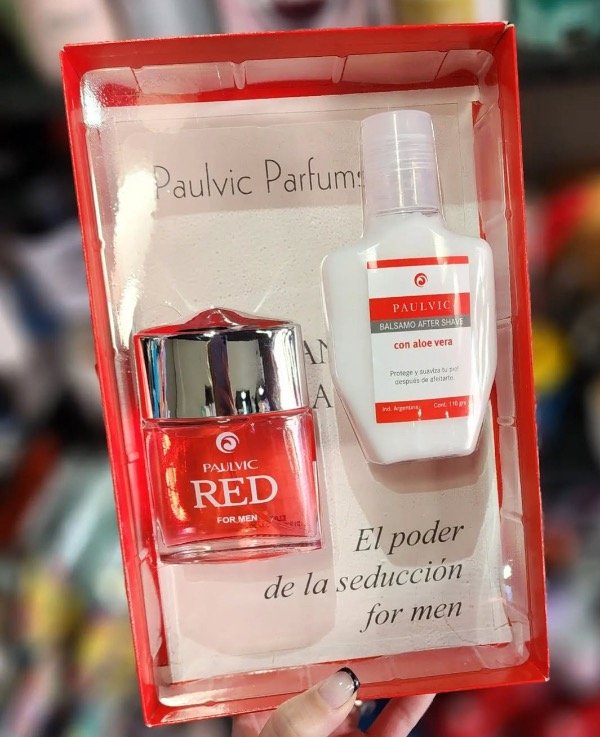 Paulvic Parfums
PAULVIC
BALSAMO AFTER SHAVE
con aloe vera
Protege y suaviza tu piel
después de afeitarte.
Ind. Argentina Cont. 110 grs
PAULVIC
RED
FOR MEN
El poder
de la seducción
for men